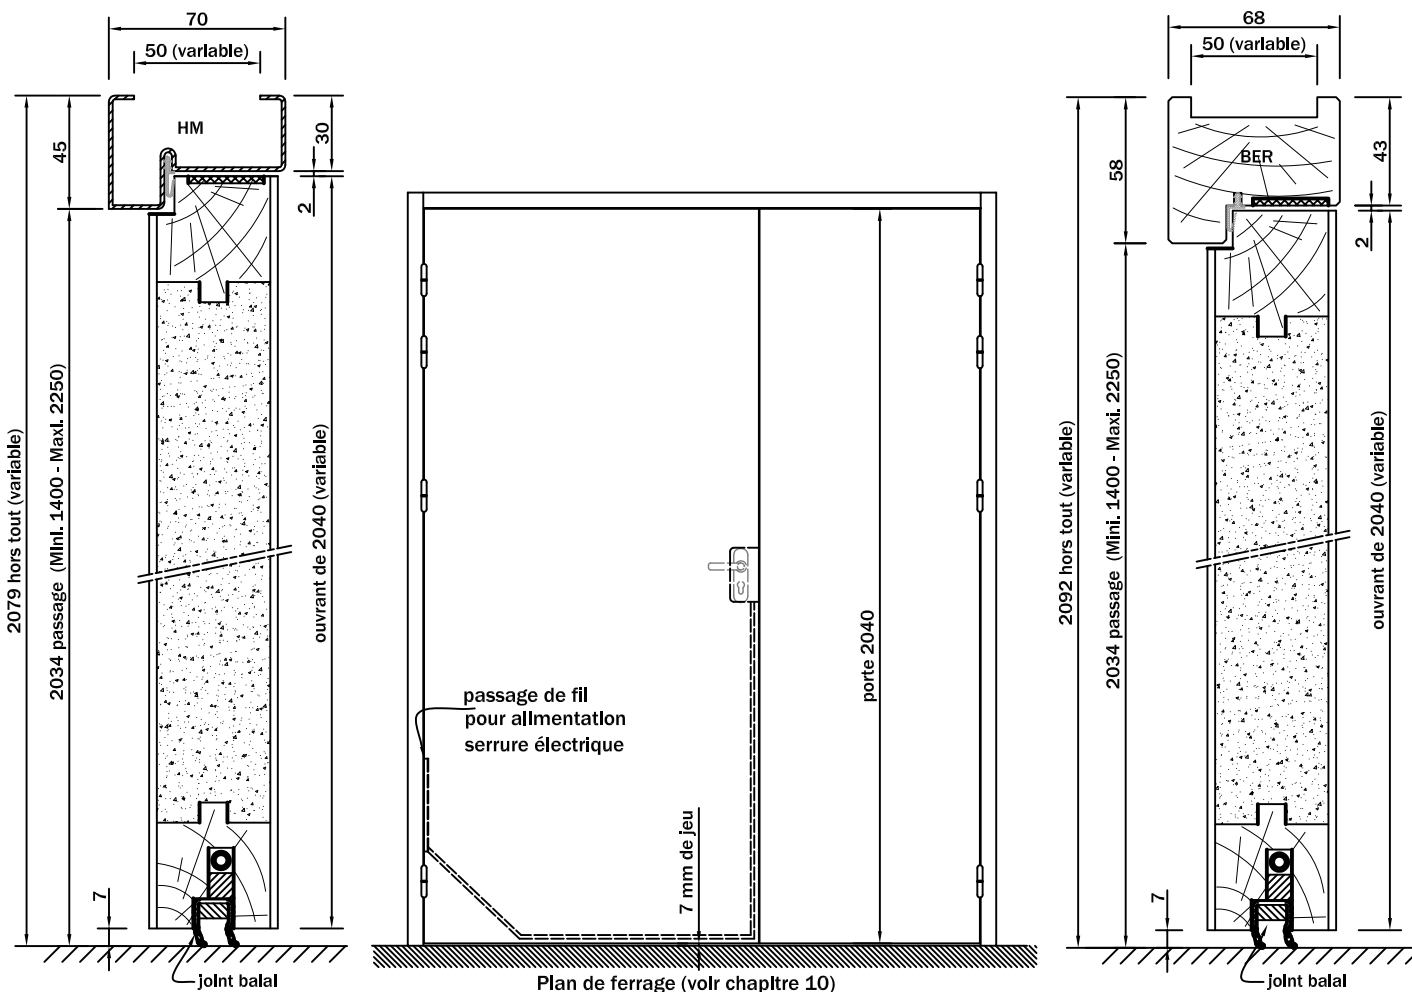 70
50 (variable)
HM
45
30
2
2079 hors tout (variable)
2034 passage (Mini. 1400 - Maxi. 2250)
ouvrant de 2040 (variable)
7
joint balai
passage de fil
pour alimentation
serrure électrique
porte 2040
7 mm de jeu
Plan de ferrage (voir chapitre 10)
68
50 (variable)
BER
58
43
2
2092 hors tout (variable)
2034 passage (Mini. 1400 - Maxi. 2250)
ouvrant de 2040 (variable)
7
joint balai